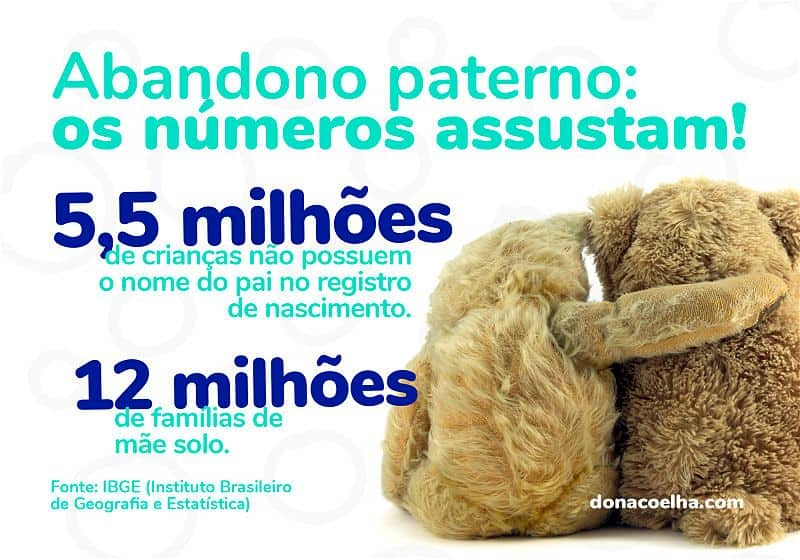 Abandono paterno:
os números assustam!
5,5 milhões
de crianças não possuem
o nome do pai no registro
de nascimento.
12 milhões
de famílias de
mãe solo.
Fonte: IBGE (Instituto Brasileiro
de Geografia e Estatística)
donacoelha.com